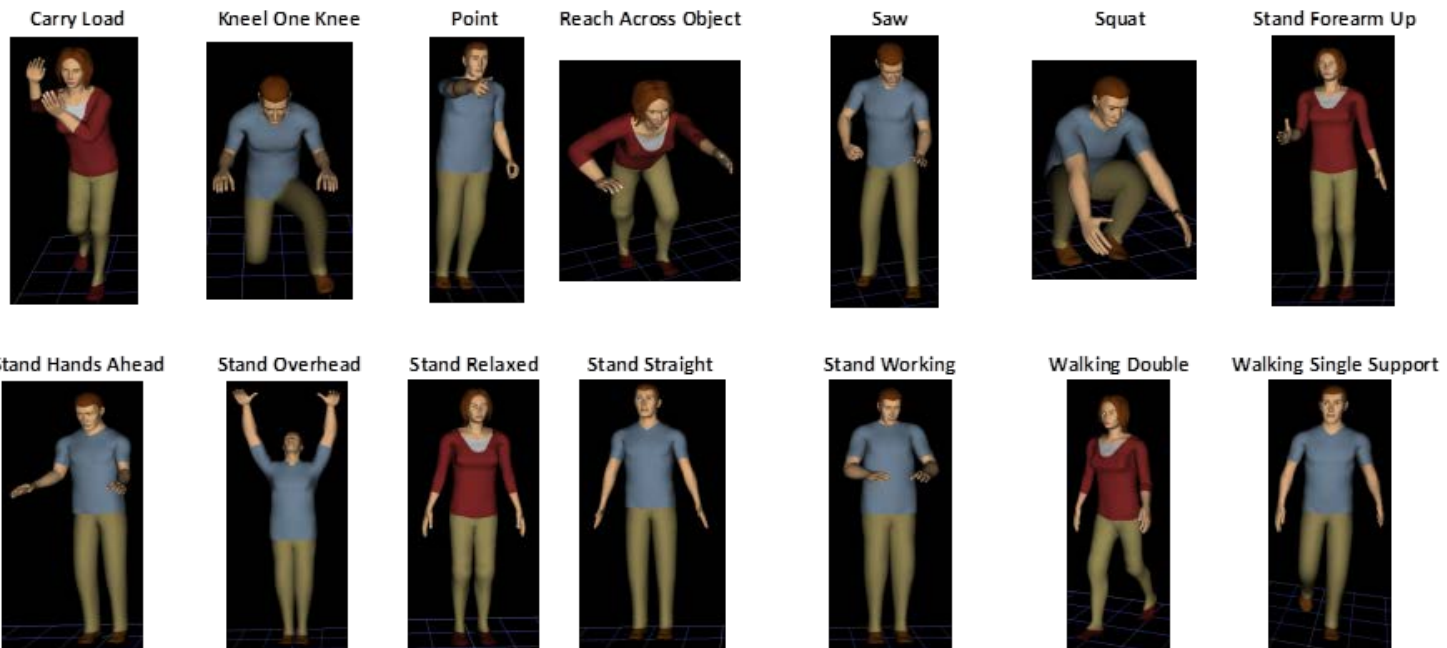 Carry Load
Kneel One Knee
Point
Reach Across Object
Saw
Squat
Stand Forearm Up
Stand Hands Ahead
Stand Overhead
Stand Relaxed
Stand Straight
Stand Working
Walking Double
Walking Single Support